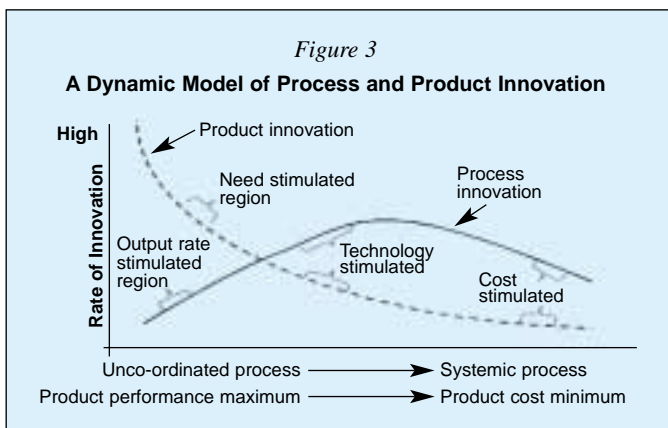 Figure 3
A Dynamic Model of Process and Product Innovation
High
Product innovation
Need stimulated
region
Process
innovation
Output rate
stimulated
region
Technology
stimulated
Cost
stimulated
Rate of Innovation
Unco-ordinated process
Systemic process
Product performance maximum
Product cost minimum